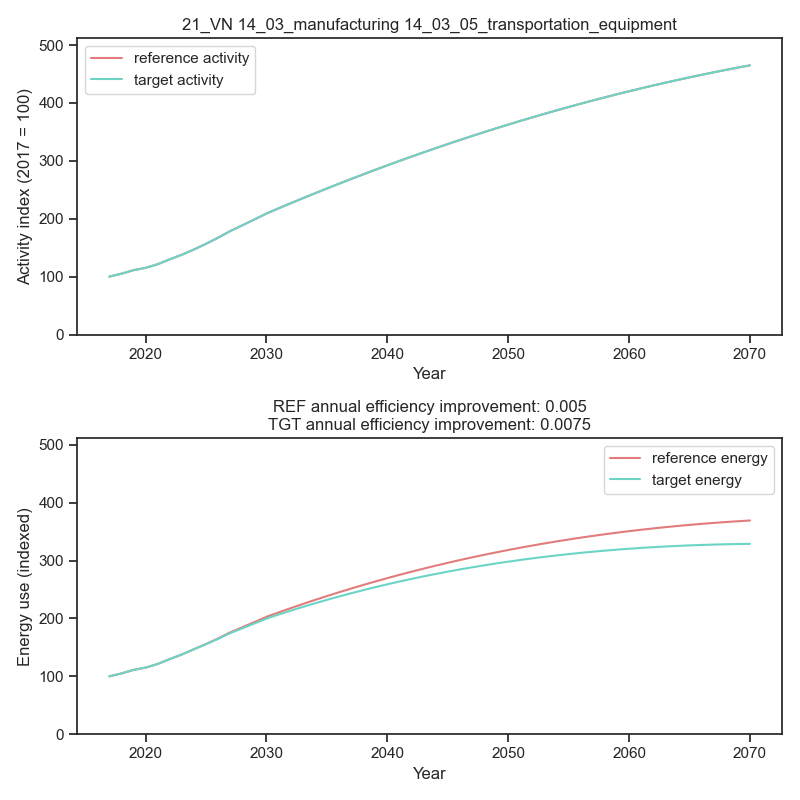 21_VN 14_03_manufacturing 14_03_05_transportation_equipment
reference activity
target activity
Activity index (2017 = 100)
500
400
300
200
100
0
2020 2030 2040 2050 2060 2070
Year
REF annual efficiency improvement: 0.005
TGT annual efficiency improvement: 0.0075
reference energy
target energy
Energy use (indexed)
500
400
300
200
100
0
2020 2030 2040 2050 2060 2070
Year